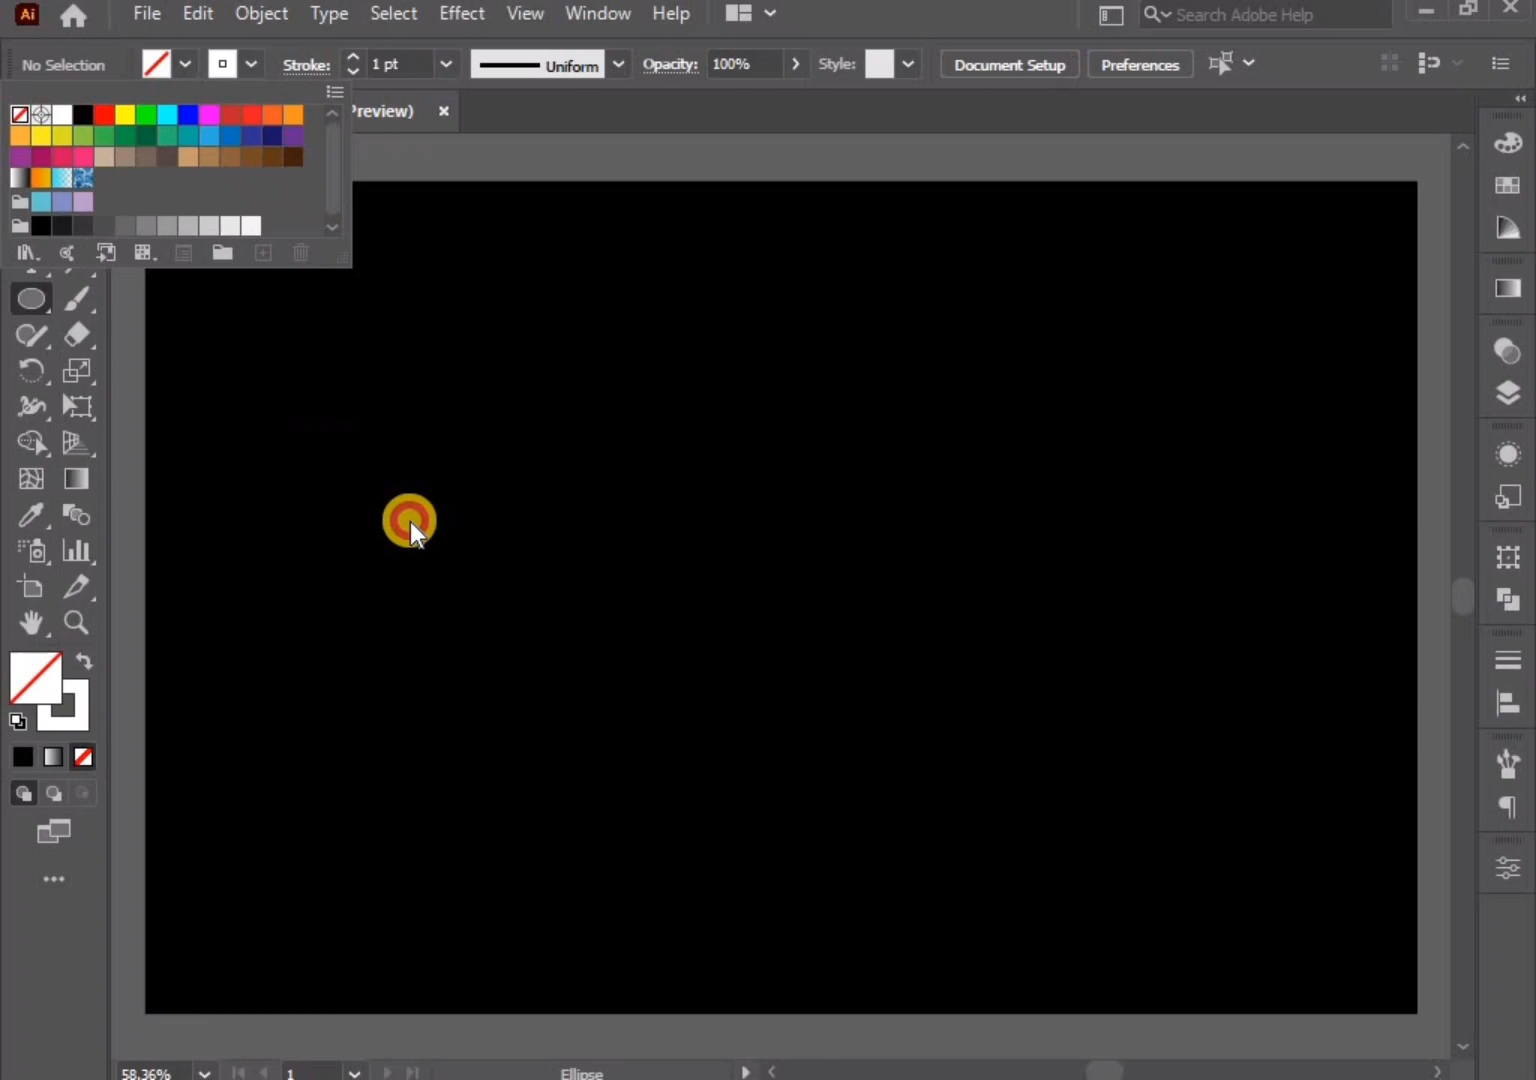 Ai File Edit Object Type Select Effect View Window Help Search Adobe Help
No Selection Stroke: 1 pt Uniform Opacity: 100% Style: Document Setup Preferences
Preview) ×
58.36% 1 Ellipse